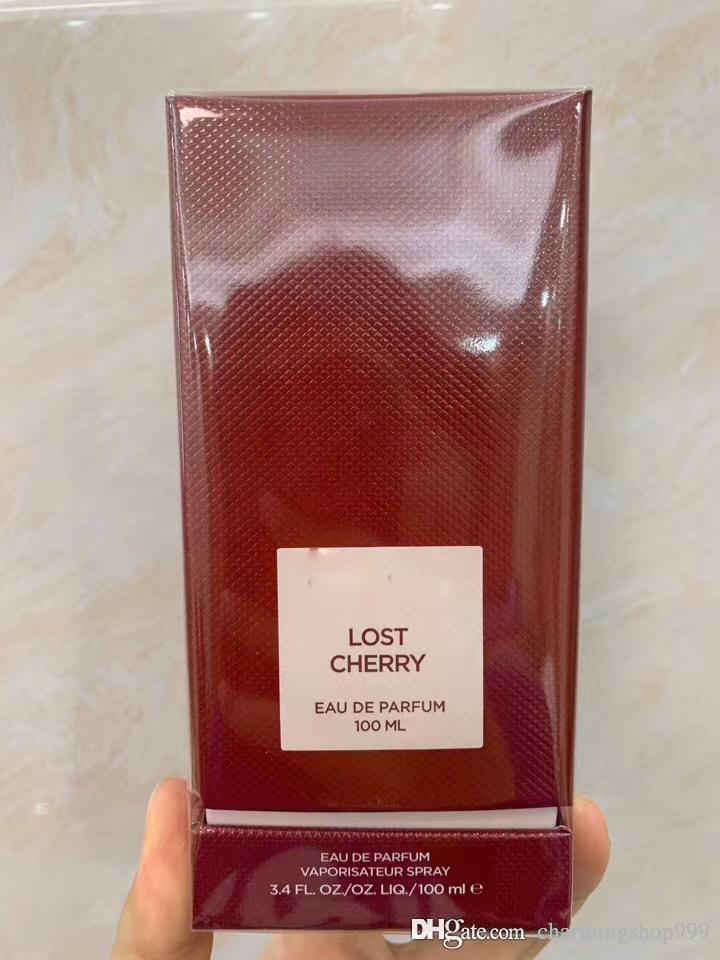 LOST
CHERRY
EAU DE PARFUM
100 ML
EAU DE PARFUM
VAPORISATEUR SPRAY
3.4 FL. OZ./OZ. LIQ./100 ml ℮
DHgate.com charmingshop999